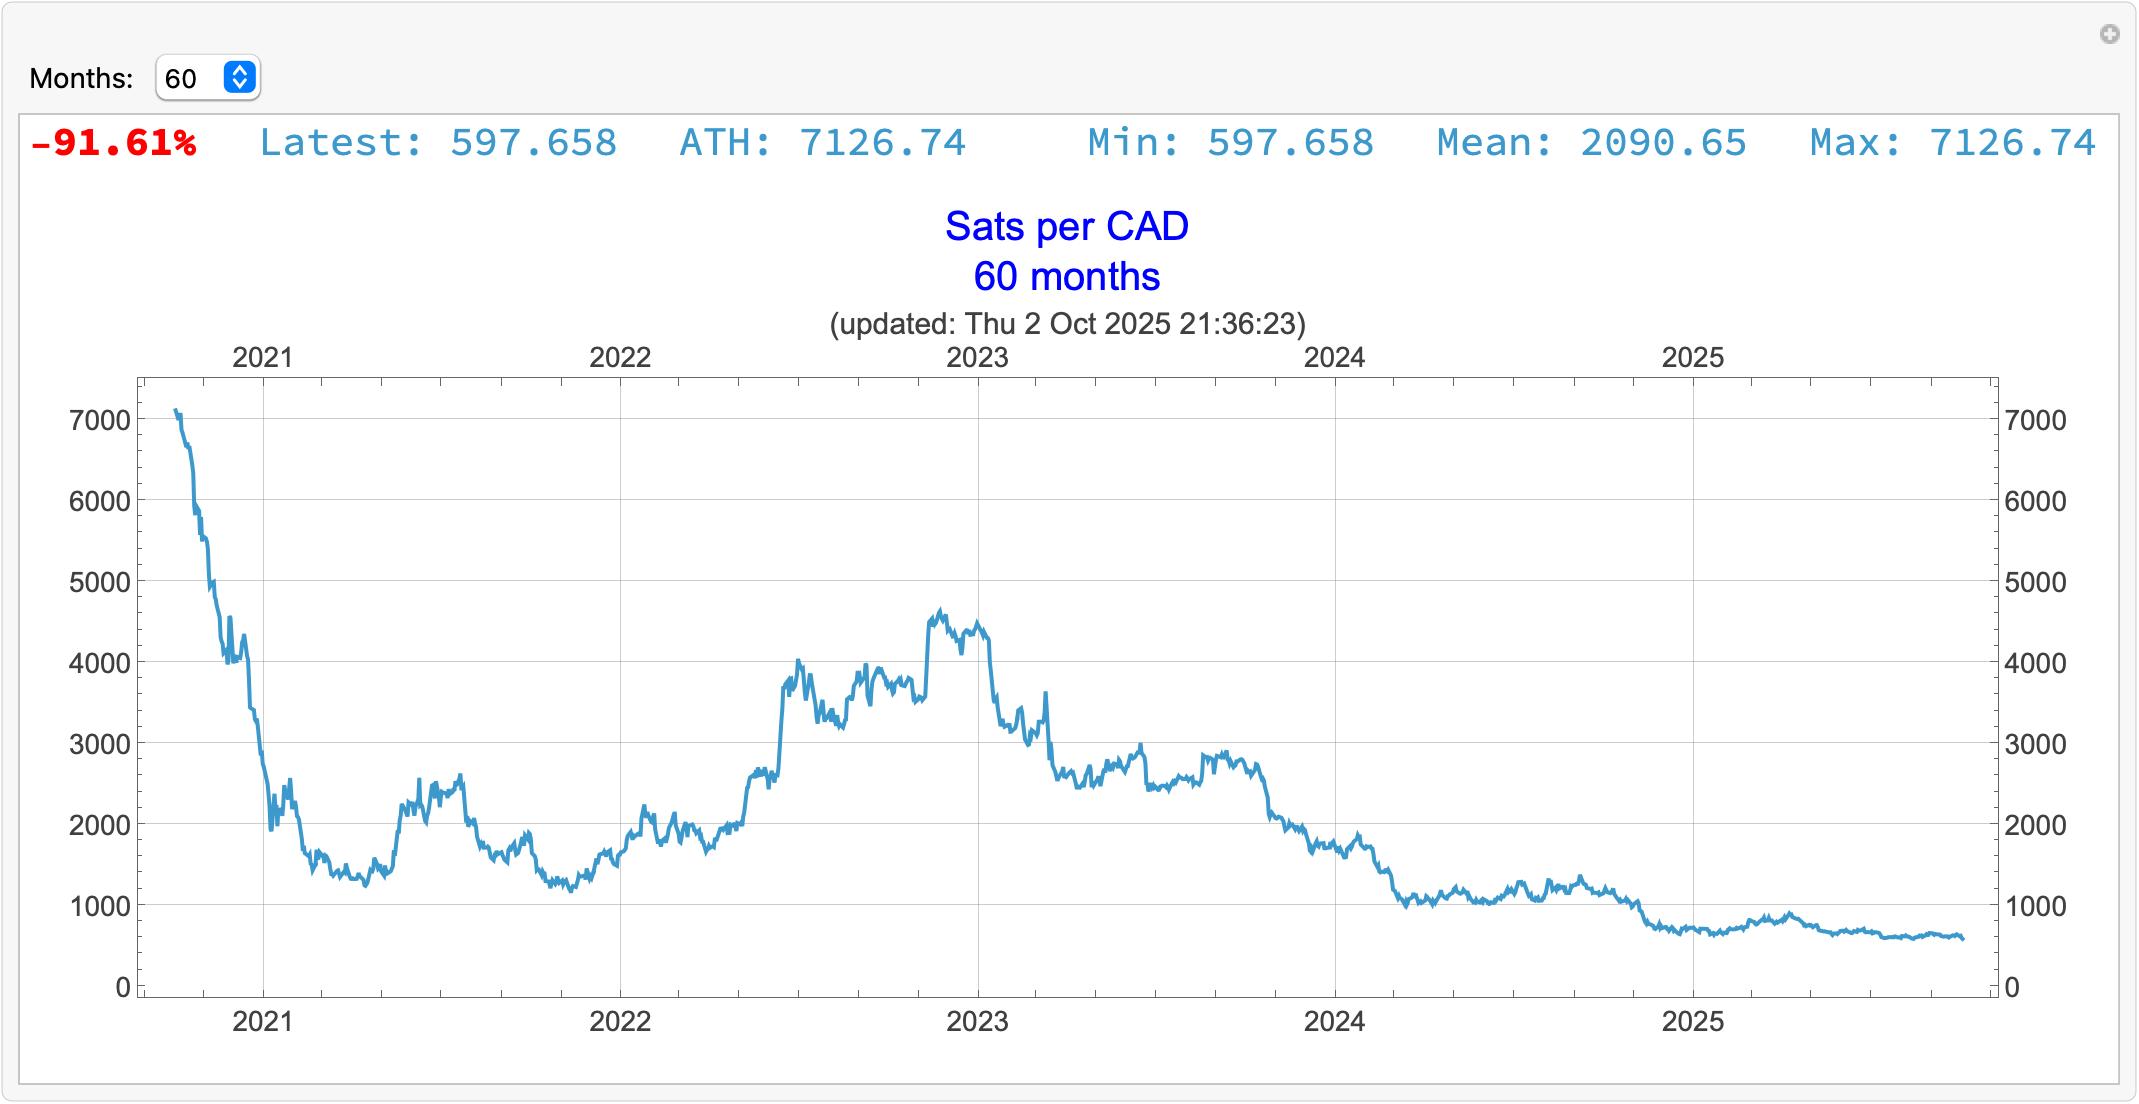 Months: 60
-91.61% Latest: 597.658 ATH: 7126.74 Min: 597.658 Mean: 2090.65 Max: 7126.74
Sats per CAD
60 months
(updated: Thu 2 Oct 2025 21:36:23)
2021 2022 2023 2024 2025
7000 7000
6000 6000
5000 5000
4000 4000
3000 3000
2000 2000
1000 1000
0 0
2021 2022 2023 2024 2025